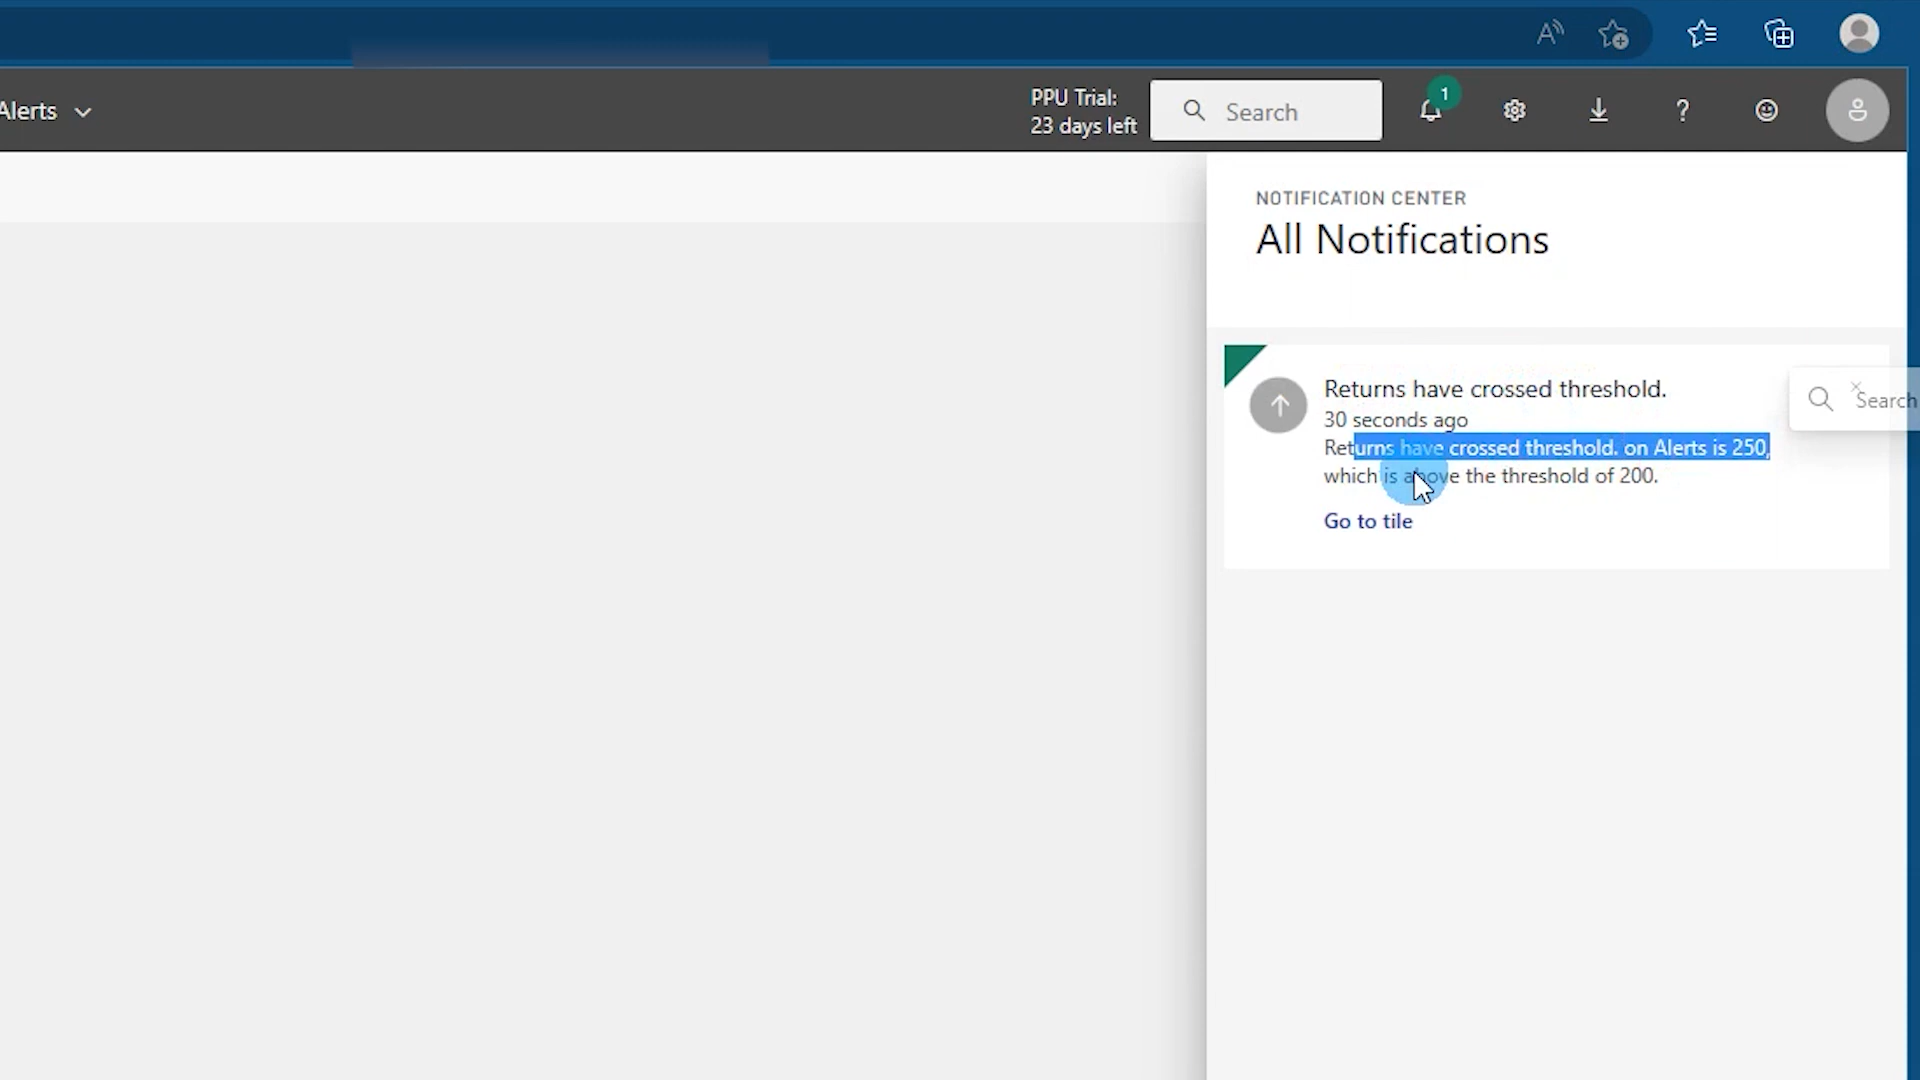 Alerts
PPU Trial:
23 days left
Search
1
NOTIFICATION CENTER
All Notifications
Returns have crossed threshold.
30 seconds ago
Returns have crossed threshold. on Alerts is 250,
which is above the threshold of 200.
Go to tile
Search